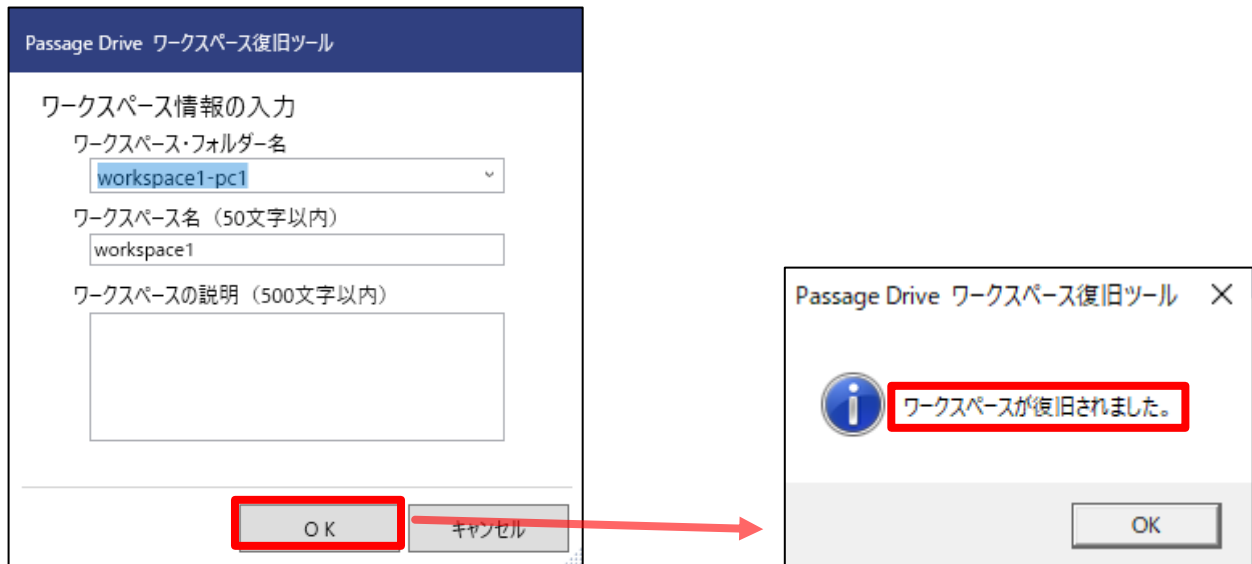 Passage Drive ワークスペース復旧ツール
ワークスペース情報の入力
ワークスペース・フォルダー名
workspace1-pc1
ワークスペース名（50文字以内）
workspace1
ワークスペースの説明（500文字以内）
ＯＫ
キャンセル
Passage Drive ワークスペース復旧ツール
ワークスペースが復旧されました。
OK